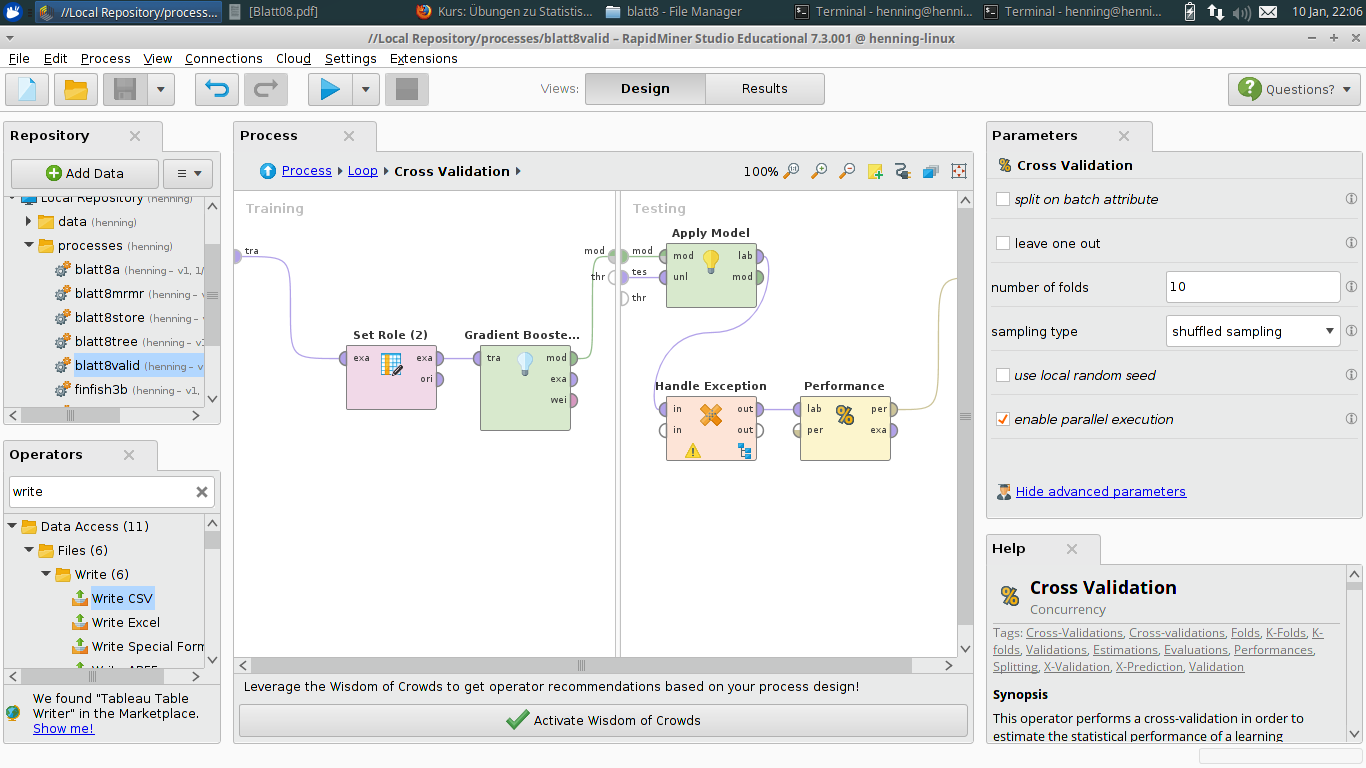 //Local Repository/process...
[Blatt08.pdf]
Kurs: Übungen zu Statistis...
blatt8 - File Manager
Terminal - henning@henni...
Terminal - henning@henni...
10 Jan, 22:06
//Local Repository/processes/blatt8valid – RapidMiner Studio Educational 7.3.001 @ henning-linux
File Edit Process View Connections Cloud Settings Extensions
Views:
Design
Results
Questions?
Repository
Add Data
Local Repository (henning)
data (henning)
processes (henning)
blatt8a (henning – v1, 1/
blatt8mrmr (henning –
blatt8store (henning –
blatt8tree (henning – v1
blatt8valid (henning – v
finfish3b (henning – v1,
Operators
write
Data Access (11)
Files (6)
Write (6)
Write CSV
Write Excel
Write Special Form
Write ARFF
We found "Tableau Table
Writer" in the Marketplace.
Show me!
Process
Process Loop Cross Validation
100%
Training
tra
Set Role (2)
exa exa
ori
Gradient Booste...
tra mod
exa
wei
mod
thr
Testing
mod
tes
thr
Apply Model
mod lab
unl mod
Handle Exception
in out
in out
Performance
lab per
per exa
Leverage the Wisdom of Crowds to get operator recommendations based on your process design!
Activate Wisdom of Crowds
Parameters
Cross Validation
split on batch attribute
leave one out
number of folds 10
sampling type shuffled sampling
use local random seed
enable parallel execution
Hide advanced parameters
Help
Cross Validation
Concurrency
Tags: Cross-Validations, Cross-validations, Folds, K-Folds, K-
folds, Validations, Estimations, Evaluations, Performances,
Splitting, X-Validation, X-Prediction, Validation
Synopsis
This operator performs a cross-validation in order to
estimate the statistical performance of a learning